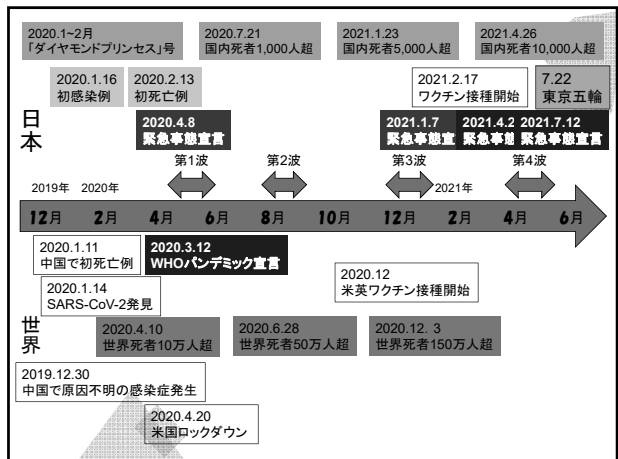 2020.1~2月
「ダイヤモンドプリンセス」号
2020.7.21
国内死者1,000人超
2021.1.23
国内死者5,000人超
2021.4.26
国内死者10,000人超
2020.1.16
初感染例
2020.2.13
初死亡例
2021.2.17
ワクチン接種開始
7.22
東京五輪
日本
2020.4.8
緊急事態宣言
2021.1.7
緊急事態
2021.4.2
緊急事態
2021.7.12
緊急事態宣言
第1波
第2波
第3波
第4波
2019年
2020年
2021年
12月 2月 4月 6月 8月 10月 12月 2月 4月 6月
2020.1.11
中国で初死亡例
2020.3.12
WHOパンデミック宣言
2020.1.14
SARS-CoV-2発見
2020.12
米英ワクチン接種開始
世界
2020.4.10
世界死者10万人超
2020.6.28
世界死者50万人超
2020.12. 3
世界死者150万人超
2019.12.30
中国で原因不明の感染症発生
2020.4.20
米国ロックダウン